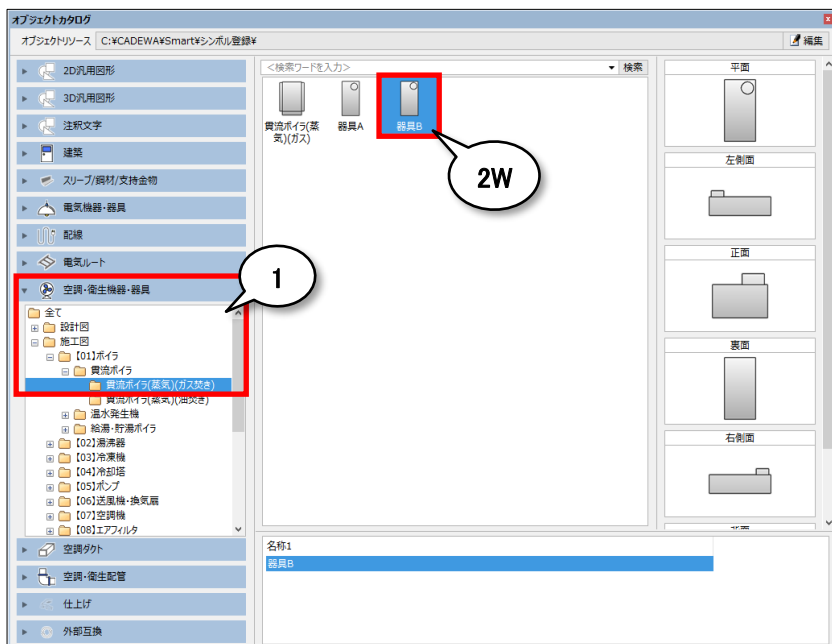 オブジェクトカタログ
オブジェクトリソース C:¥CADEWA¥Smart¥シンボル登録¥
編集
2D汎用図形
3D汎用図形
注釈文字
建築
スリーブ/鋼材/支持金物
電気機器・器具
配線
電気ルート
空調・衛生機器・器具
全て
設計図
施工図
【01】ボイラ
貫流ボイラ
貫流ボイラ(蒸気)(ガス焚き)
貫流ボイラ(蒸気)(油焚き)
温水発生機
給湯・貯湯ボイラ
【02】湯沸器
【03】冷凍機
【04】冷却塔
【05】ポンプ
【06】送風機・換気扇
【07】空調機
【08】エアフィルタ
空調ダクト
空調・衛生配管
仕上げ
外部互換
1
<検索ワードを入力>
検索
貫流ボイラ(蒸
気)(ガス)
器具A
器具B
2W
名称1
器具B
平面
左側面
正面
裏面
右側面